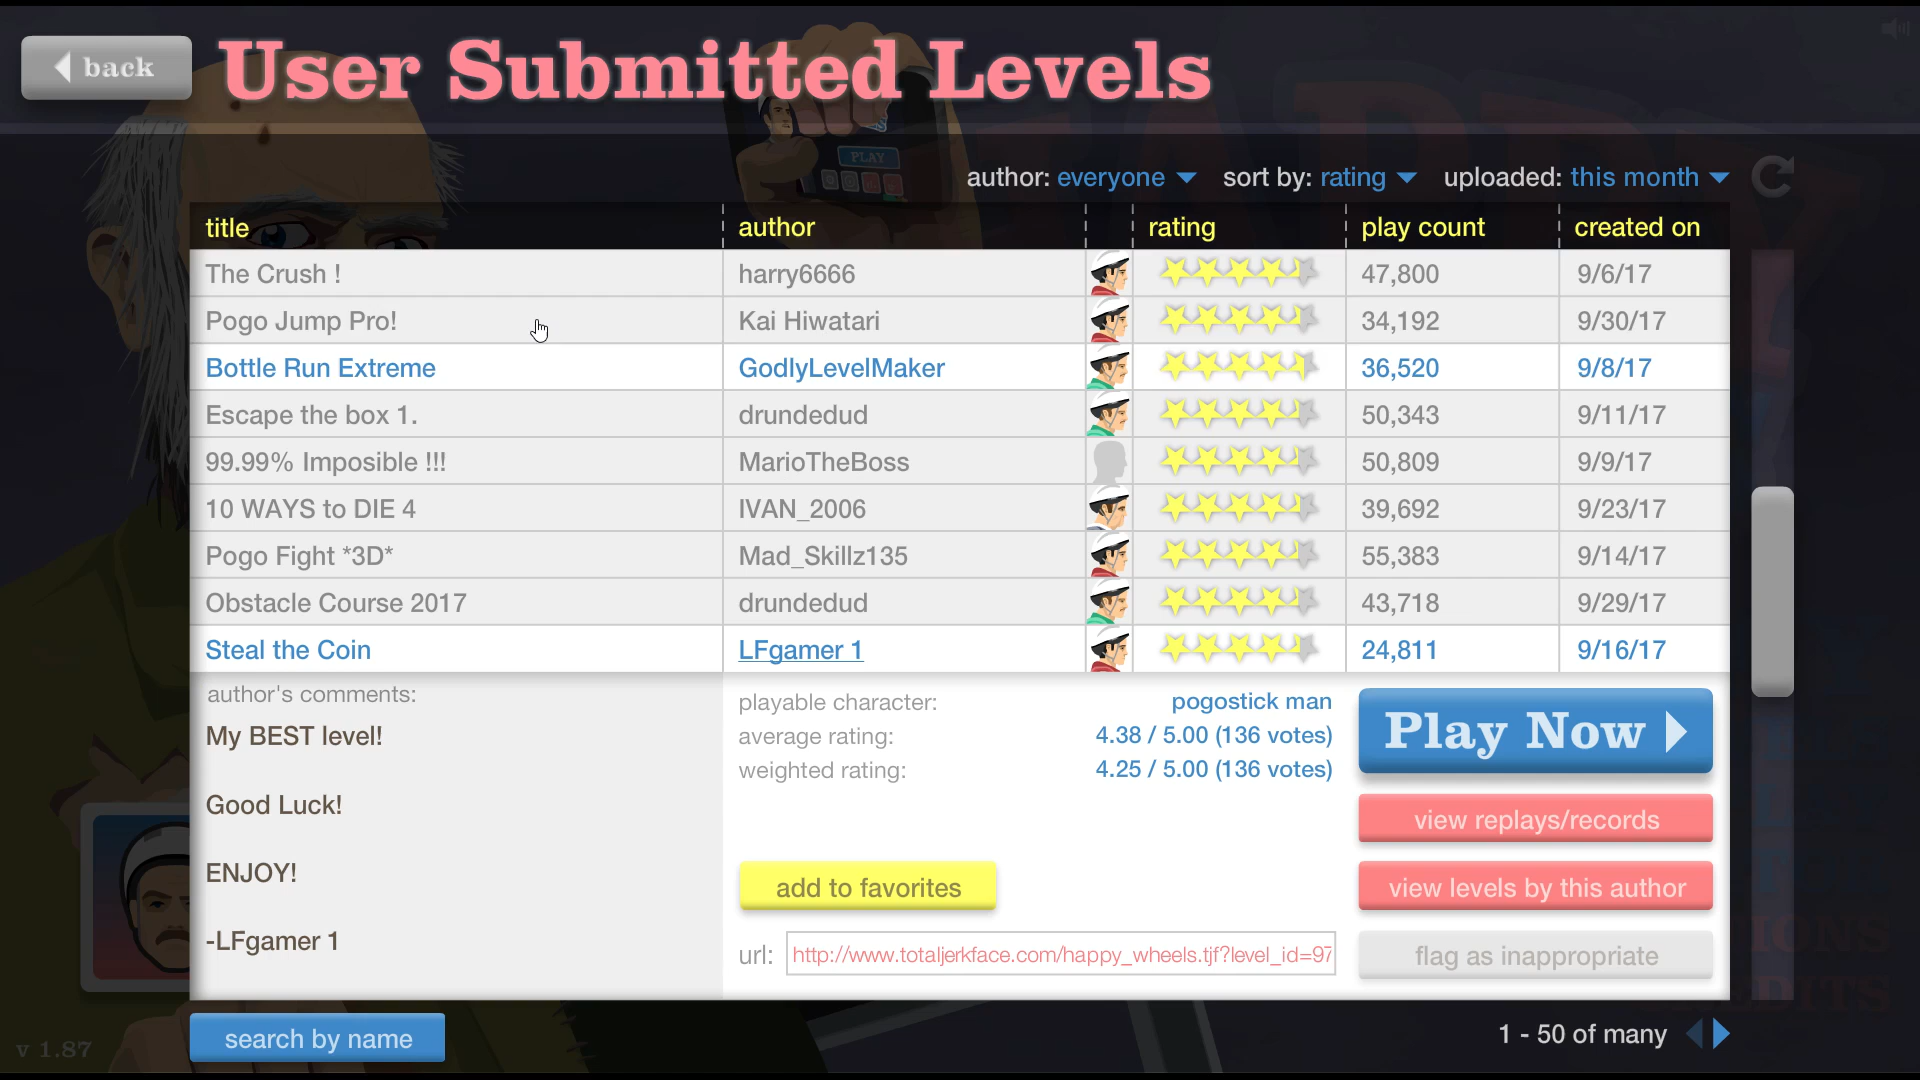 back
User Submitted Levels
PLAY
author: everyone sort by: rating uploaded: this month
title author rating play count created on
The Crush ! harry6666 47,800 9/6/17
Pogo Jump Pro! Kai Hiwatari 34,192 9/30/17
Bottle Run Extreme GodlyLevelMaker 36,520 9/8/17
Escape the box 1. drundedud 50,343 9/11/17
99.99% Imposible !!! MarioTheBoss 50,809 9/9/17
10 WAYS to DIE 4 IVAN_2006 39,692 9/23/17
Pogo Fight *3D* Mad_Skillz135 55,383 9/14/17
Obstacle Course 2017 drundedud 43,718 9/29/17
Steal the Coin LFgamer 1 24,811 9/16/17
author's comments:
My BEST level!
Good Luck!
ENJOY!
-LFgamer 1
playable character: pogostick man
average rating: 4.38 / 5.00 (136 votes)
weighted rating: 4.25 / 5.00 (136 votes)
add to favorites
url: http://www.totaljerkface.com/happy_wheels.tjf?level_id=97
Play Now
view replays/records
view levels by this author
flag as inappropriate
search by name
1 - 50 of many
v 1.87